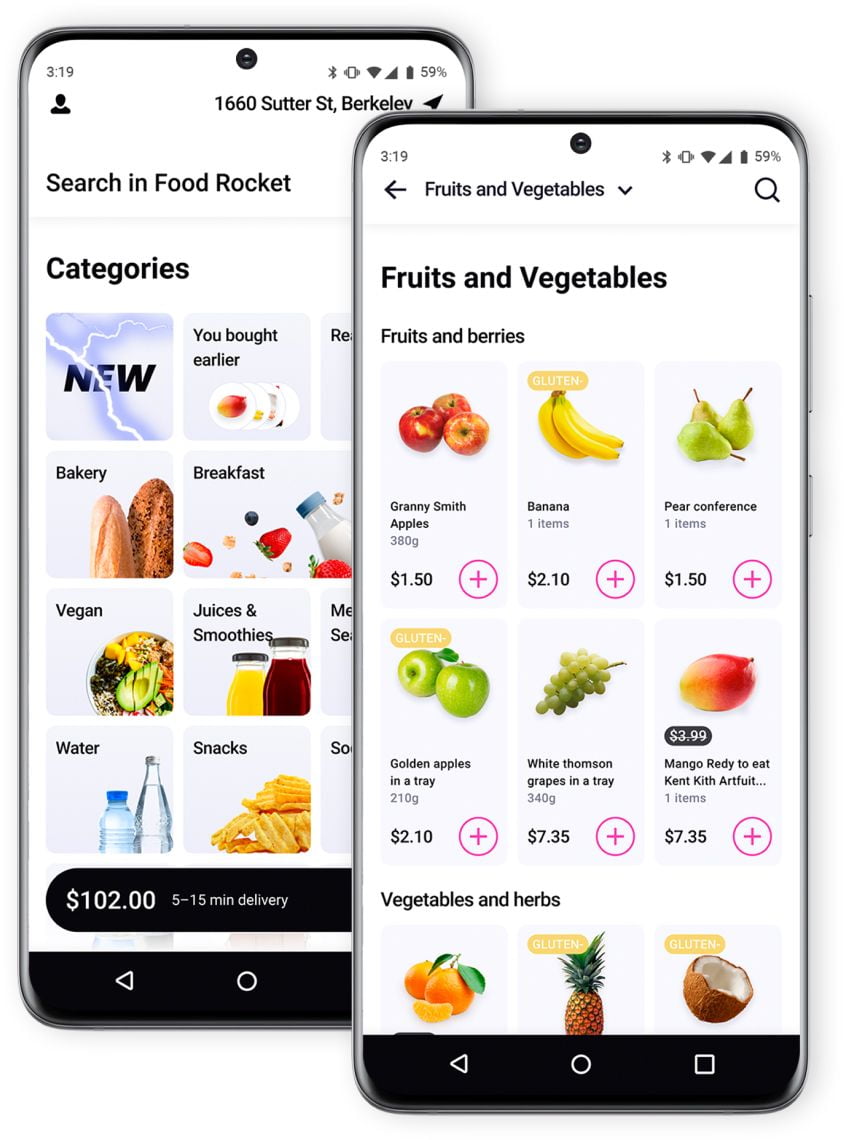 3:19
59%
1660 Sutter St, Berkeley
Search in Food Rocket
Categories
NEW
You bought
earlier
Bakery
Breakfast
Vegan
Juices &
Smoothies
Water
Snacks
$102.00 5–15 min delivery
3:19
59%
Fruits and Vegetables
Fruits and Vegetables
Fruits and berries
Granny Smith
Apples
380g
$1.50
GLUTEN-
Banana
1 items
$2.10
Pear conference
1 items
$1.50
GLUTEN-
Golden apples
in a tray
210g
$2.10
White thomson
grapes in a tray
340g
$7.35
$3.99
Mango Redy to eat
Kent Kith Artfuit...
1 items
$7.35
Vegetables and herbs
GLUTEN-
GLUTEN-